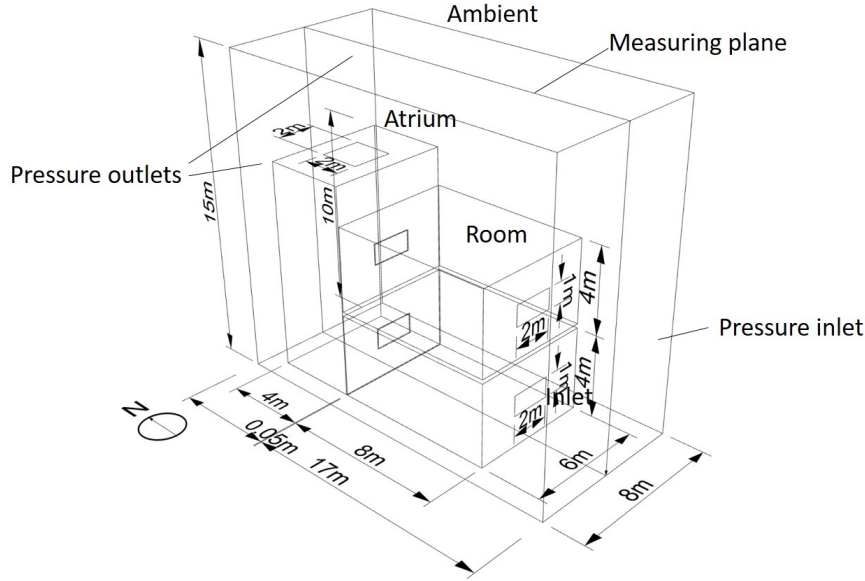 Ambient
Measuring plane
Atrium
2m
2m
Pressure outlets
15m
10m
Room
1m
4m
2m
Pressure inlet
1m
4m
Inlet
2m
N
4m
0.05m
8m
17m
6m
8m